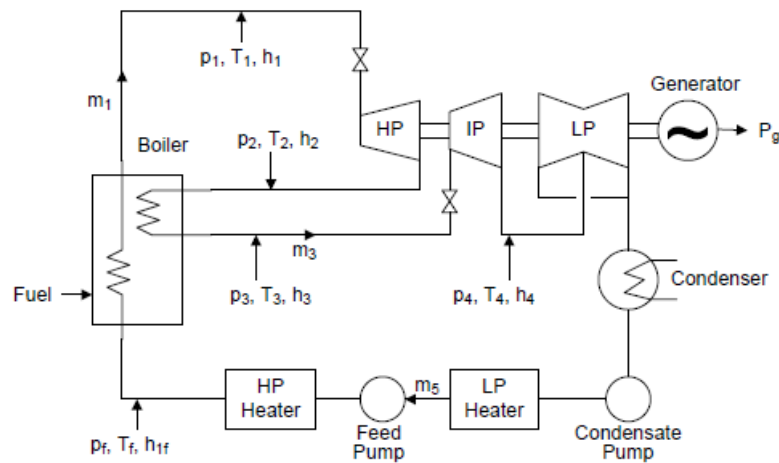 p1, T1, h1
Generator
m1
HP
IP
LP
Pg
Boiler
p2, T2, h2
m3
Fuel
p3, T3, h3
p4, T4, h4
Condenser
HP
Heater
m5
LP
Heater
pf, Tf, h1f
Feed
Pump
Condensate
Pump